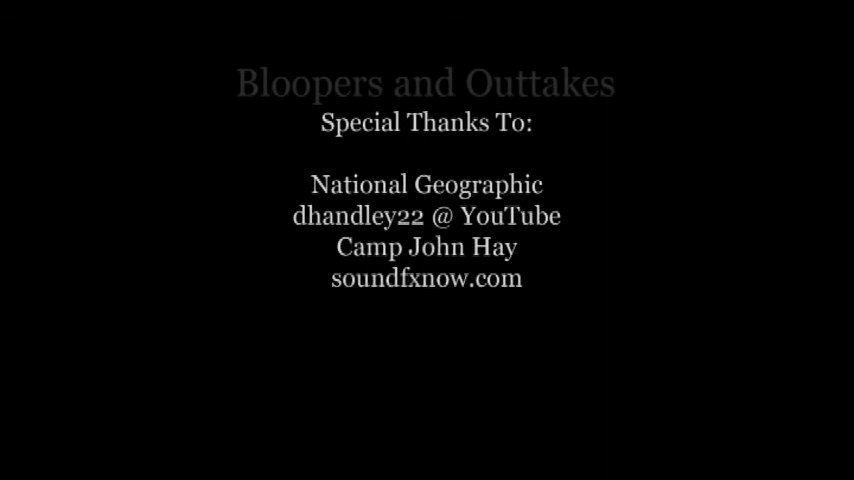 Bloopers and Outtakes
Special Thanks To:
National Geographic
dhandley22 @ YouTube
Camp John Hay
soundfxnow.com